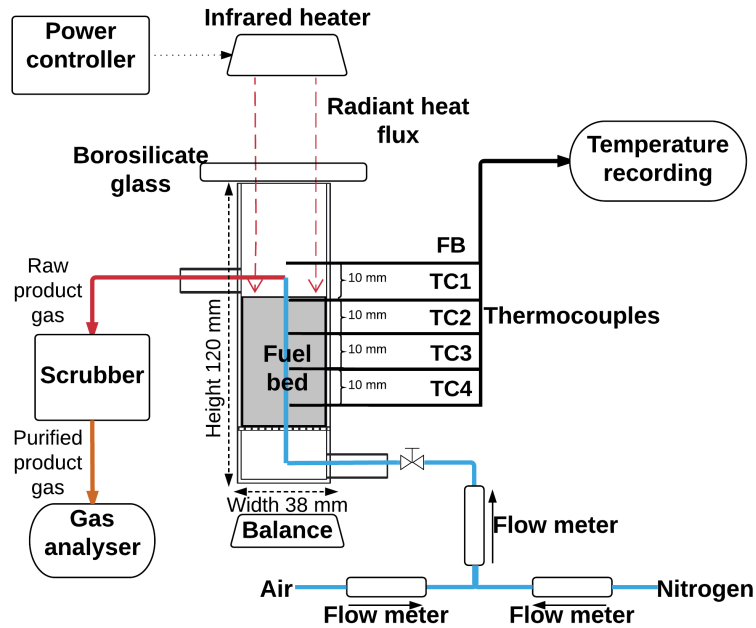 Infrared heater
Power
controller
Radiant heat
flux
Borosilicate
glass
Temperature
recording
FB
10 mm
TC1
10 mm
TC2
Thermocouples
10 mm
TC3
10 mm
TC4
Raw
product
gas
Height 120 mm
Fuel
bed
Scrubber
Purified
product
gas
Gas
analyser
Width 38 mm
Balance
Flow meter
Air
Nitrogen
Flow meter
Flow meter